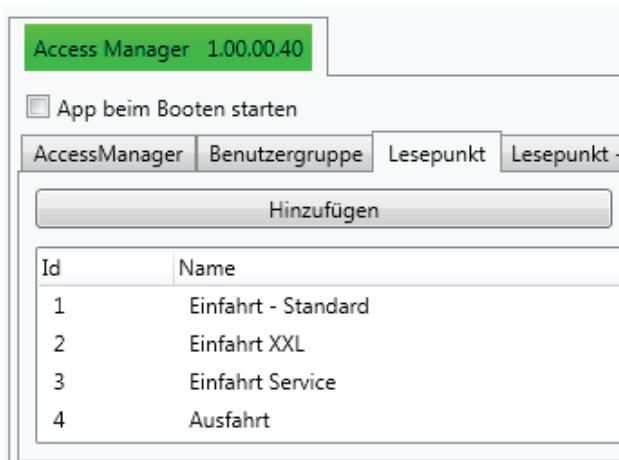 Access Manager 1.00.00.40
App beim Booten starten
AccessManager Benutzergruppe Lesepunkt Lesepunkt -
Hinzufügen
Id Name
1 Einfahrt - Standard
2 Einfahrt XXL
3 Einfahrt Service
4 Ausfahrt